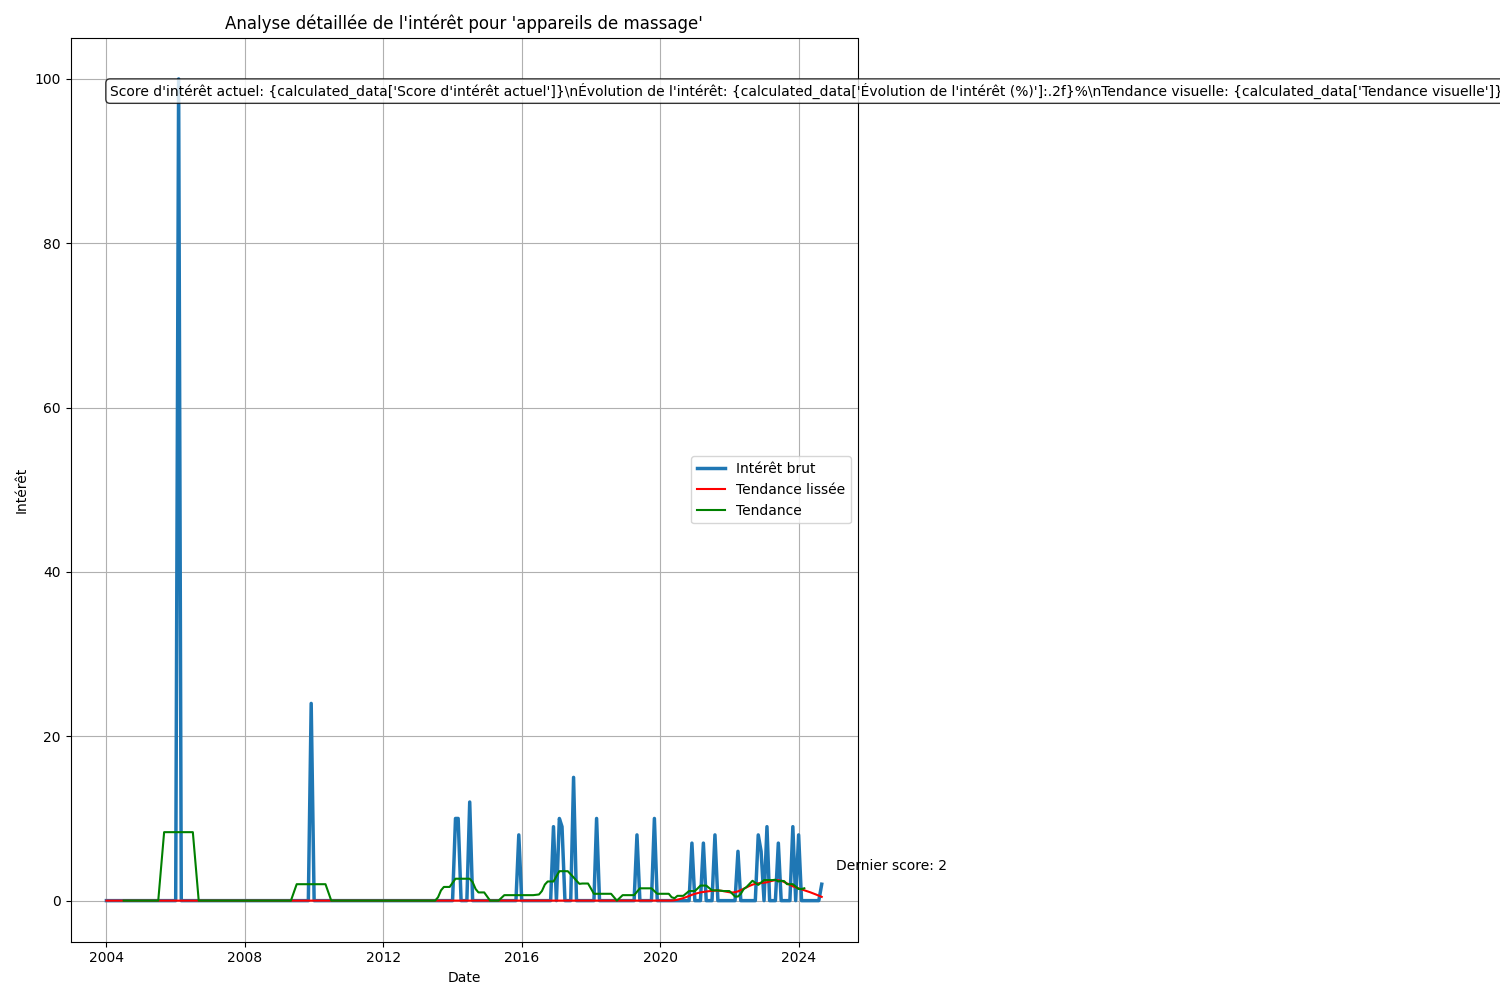 Analyse détaillée de l'intérêt pour 'appareils de massage'
100
Score d'intérêt actuel: {calculated_data['Score d'intérêt actuel']}\nÉvolution de l'intérêt: {calculated_data['Évolution de l'intérêt (%)']:.2f}%\nTendance visuelle: {calculated_data['Tendance visuelle']}
80
60
Intérêt brut
Tendance lissée
Tendance
Intérêt
40
20
Dernier score: 2
0
2004 2008 2012 2016 2020 2024
Date